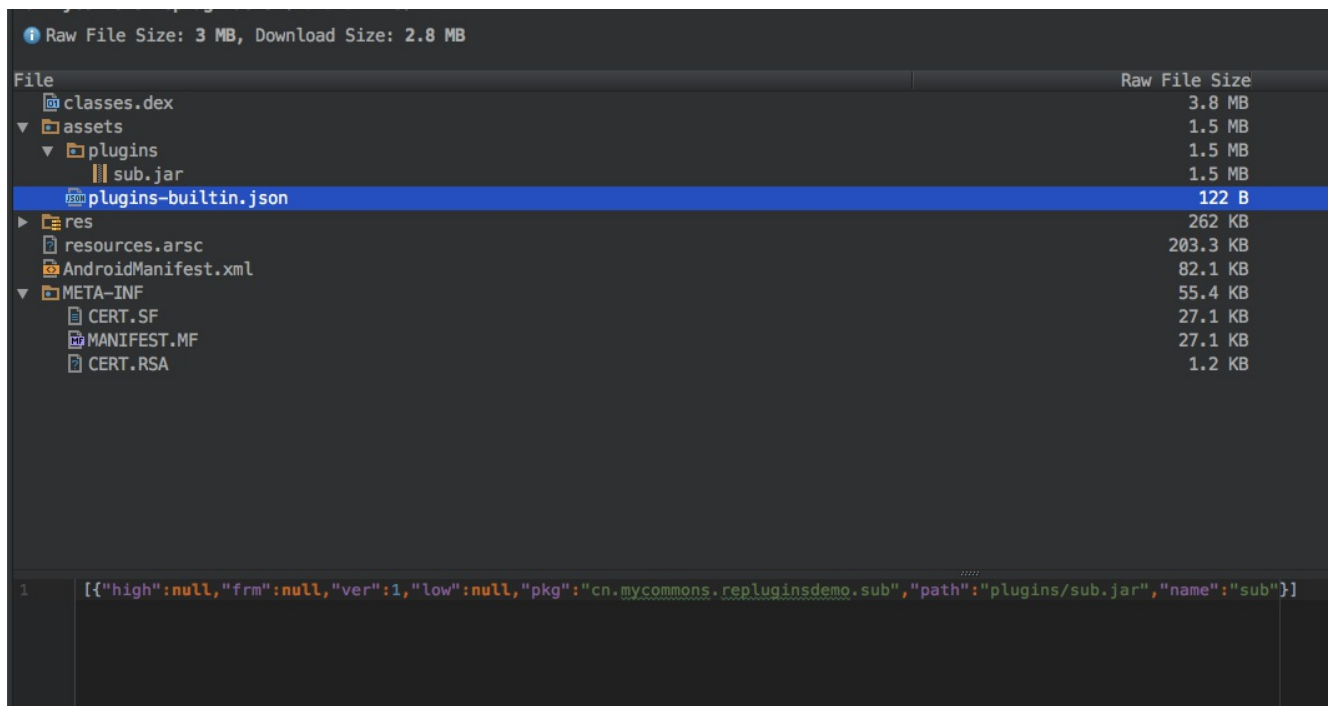 Raw File Size: 3 MB, Download Size: 2.8 MB
File Raw File Size
classes.dex 3.8 MB
assets 1.5 MB
plugins 1.5 MB
sub.jar 1.5 MB
plugins-builtin.json 122 B
res 262 KB
resources.arsc 203.3 KB
AndroidManifest.xml 82.1 KB
META-INF 55.4 KB
CERT.SF 27.1 KB
MANIFEST.MF 27.1 KB
CERT.RSA 1.2 KB
1 [{"high":null,"frm":null,"ver":1,"low":null,"pkg":"cn.mycommons.repluginsdemo.sub","path":"plugins/sub.jar","name":"sub"}]